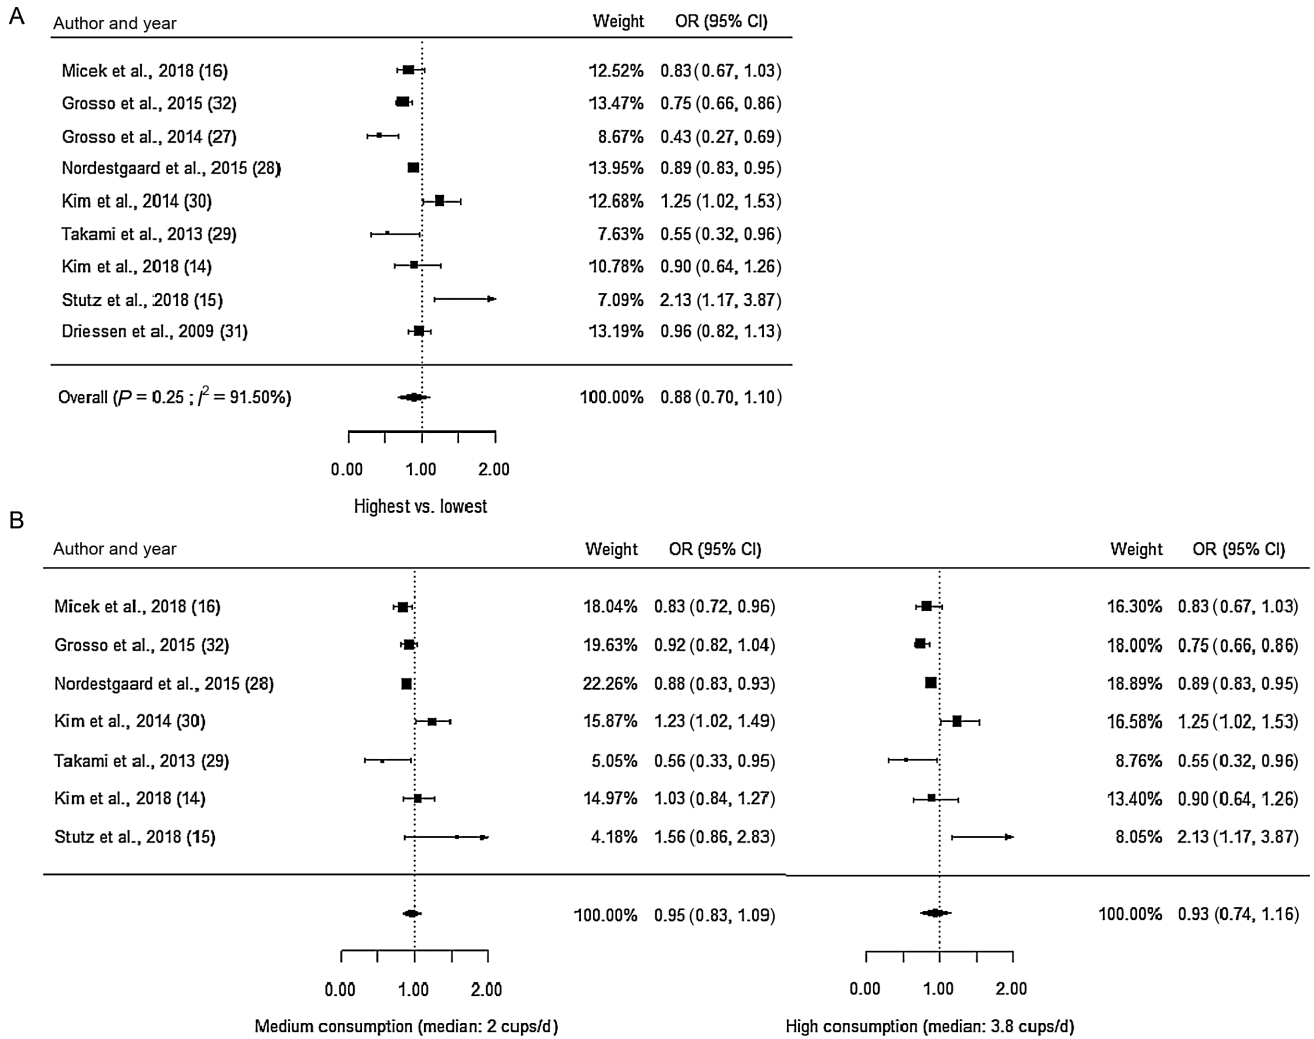 A
Author and year Weight OR (95% CI)
Micek et al., 2018 (16) 12.52% 0.83 (0.67, 1.03)
Grosso et al., 2015 (32) 13.47% 0.75 (0.66, 0.86)
Grosso et al., 2014 (27) 8.67% 0.43 (0.27, 0.69)
Nordestgaard et al., 2015 (28) 13.95% 0.89 (0.83, 0.95)
Kim et al., 2014 (30) 12.68% 1.25 (1.02, 1.53)
Takami et al., 2013 (29) 7.63% 0.55 (0.32, 0.96)
Kim et al., 2018 (14) 10.78% 0.90 (0.64, 1.26)
Stutz et al., 2018 (15) 7.09% 2.13 (1.17, 3.87)
Driessen et al., 2009 (31) 13.19% 0.96 (0.82, 1.13)
Overall (P = 0.25 ; I² = 91.50%) 100.00% 0.88 (0.70, 1.10)
0.00 1.00 2.00
Highest vs. lowest
B
Author and year Weight OR (95% CI) Weight OR (95% CI)
Micek et al., 2018 (16) 18.04% 0.83 (0.72, 0.96) 16.30% 0.83 (0.67, 1.03)
Grosso et al., 2015 (32) 19.63% 0.92 (0.82, 1.04) 18.00% 0.75 (0.66, 0.86)
Nordestgaard et al., 2015 (28) 22.26% 0.88 (0.83, 0.93) 18.89% 0.89 (0.83, 0.95)
Kim et al., 2014 (30) 15.87% 1.23 (1.02, 1.49) 16.58% 1.25 (1.02, 1.53)
Takami et al., 2013 (29) 5.05% 0.56 (0.33, 0.95) 8.76% 0.55 (0.32, 0.96)
Kim et al., 2018 (14) 14.97% 1.03 (0.84, 1.27) 13.40% 0.90 (0.64, 1.26)
Stutz et al., 2018 (15) 4.18% 1.56 (0.86, 2.83) 8.05% 2.13 (1.17, 3.87)
100.00% 0.95 (0.83, 1.09) 100.00% 0.93 (0.74, 1.16)
0.00 1.00 2.00 0.00 1.00 2.00
Medium consumption (median: 2 cups/d) High consumption (median: 3.8 cups/d)